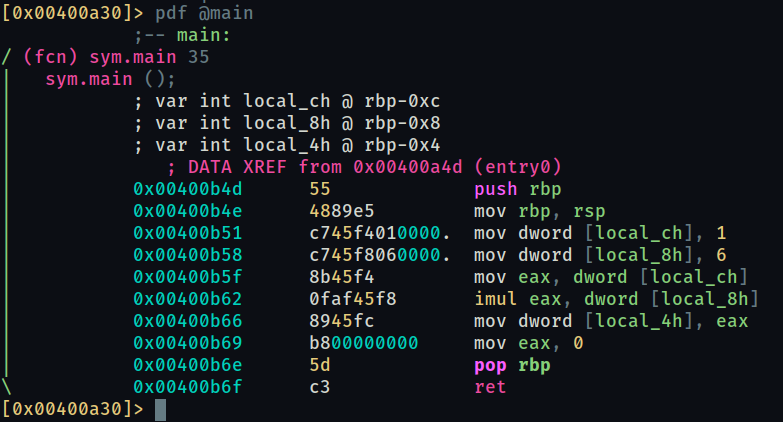 [0x00400a30]> pdf @main
;-- main:
/ (fcn) sym.main 35
|   sym.main ();
|           ; var int local_ch @ rbp-0xc
|           ; var int local_8h @ rbp-0x8
|           ; var int local_4h @ rbp-0x4
|              ; DATA XREF from 0x00400a4d (entry0)
|           0x00400b4d      55             push rbp
|           0x00400b4e      4889e5         mov rbp, rsp
|           0x00400b51      c745f4010000.  mov dword [local_ch], 1
|           0x00400b58      c745f8060000.  mov dword [local_8h], 6
|           0x00400b5f      8b45f4         mov eax, dword [local_ch]
|           0x00400b62      0faf45f8       imul eax, dword [local_8h]
|           0x00400b66      8945fc         mov dword [local_4h], eax
|           0x00400b69      b800000000     mov eax, 0
|           0x00400b6e      5d             pop rbp
\           0x00400b6f      c3             ret
[0x00400a30]>